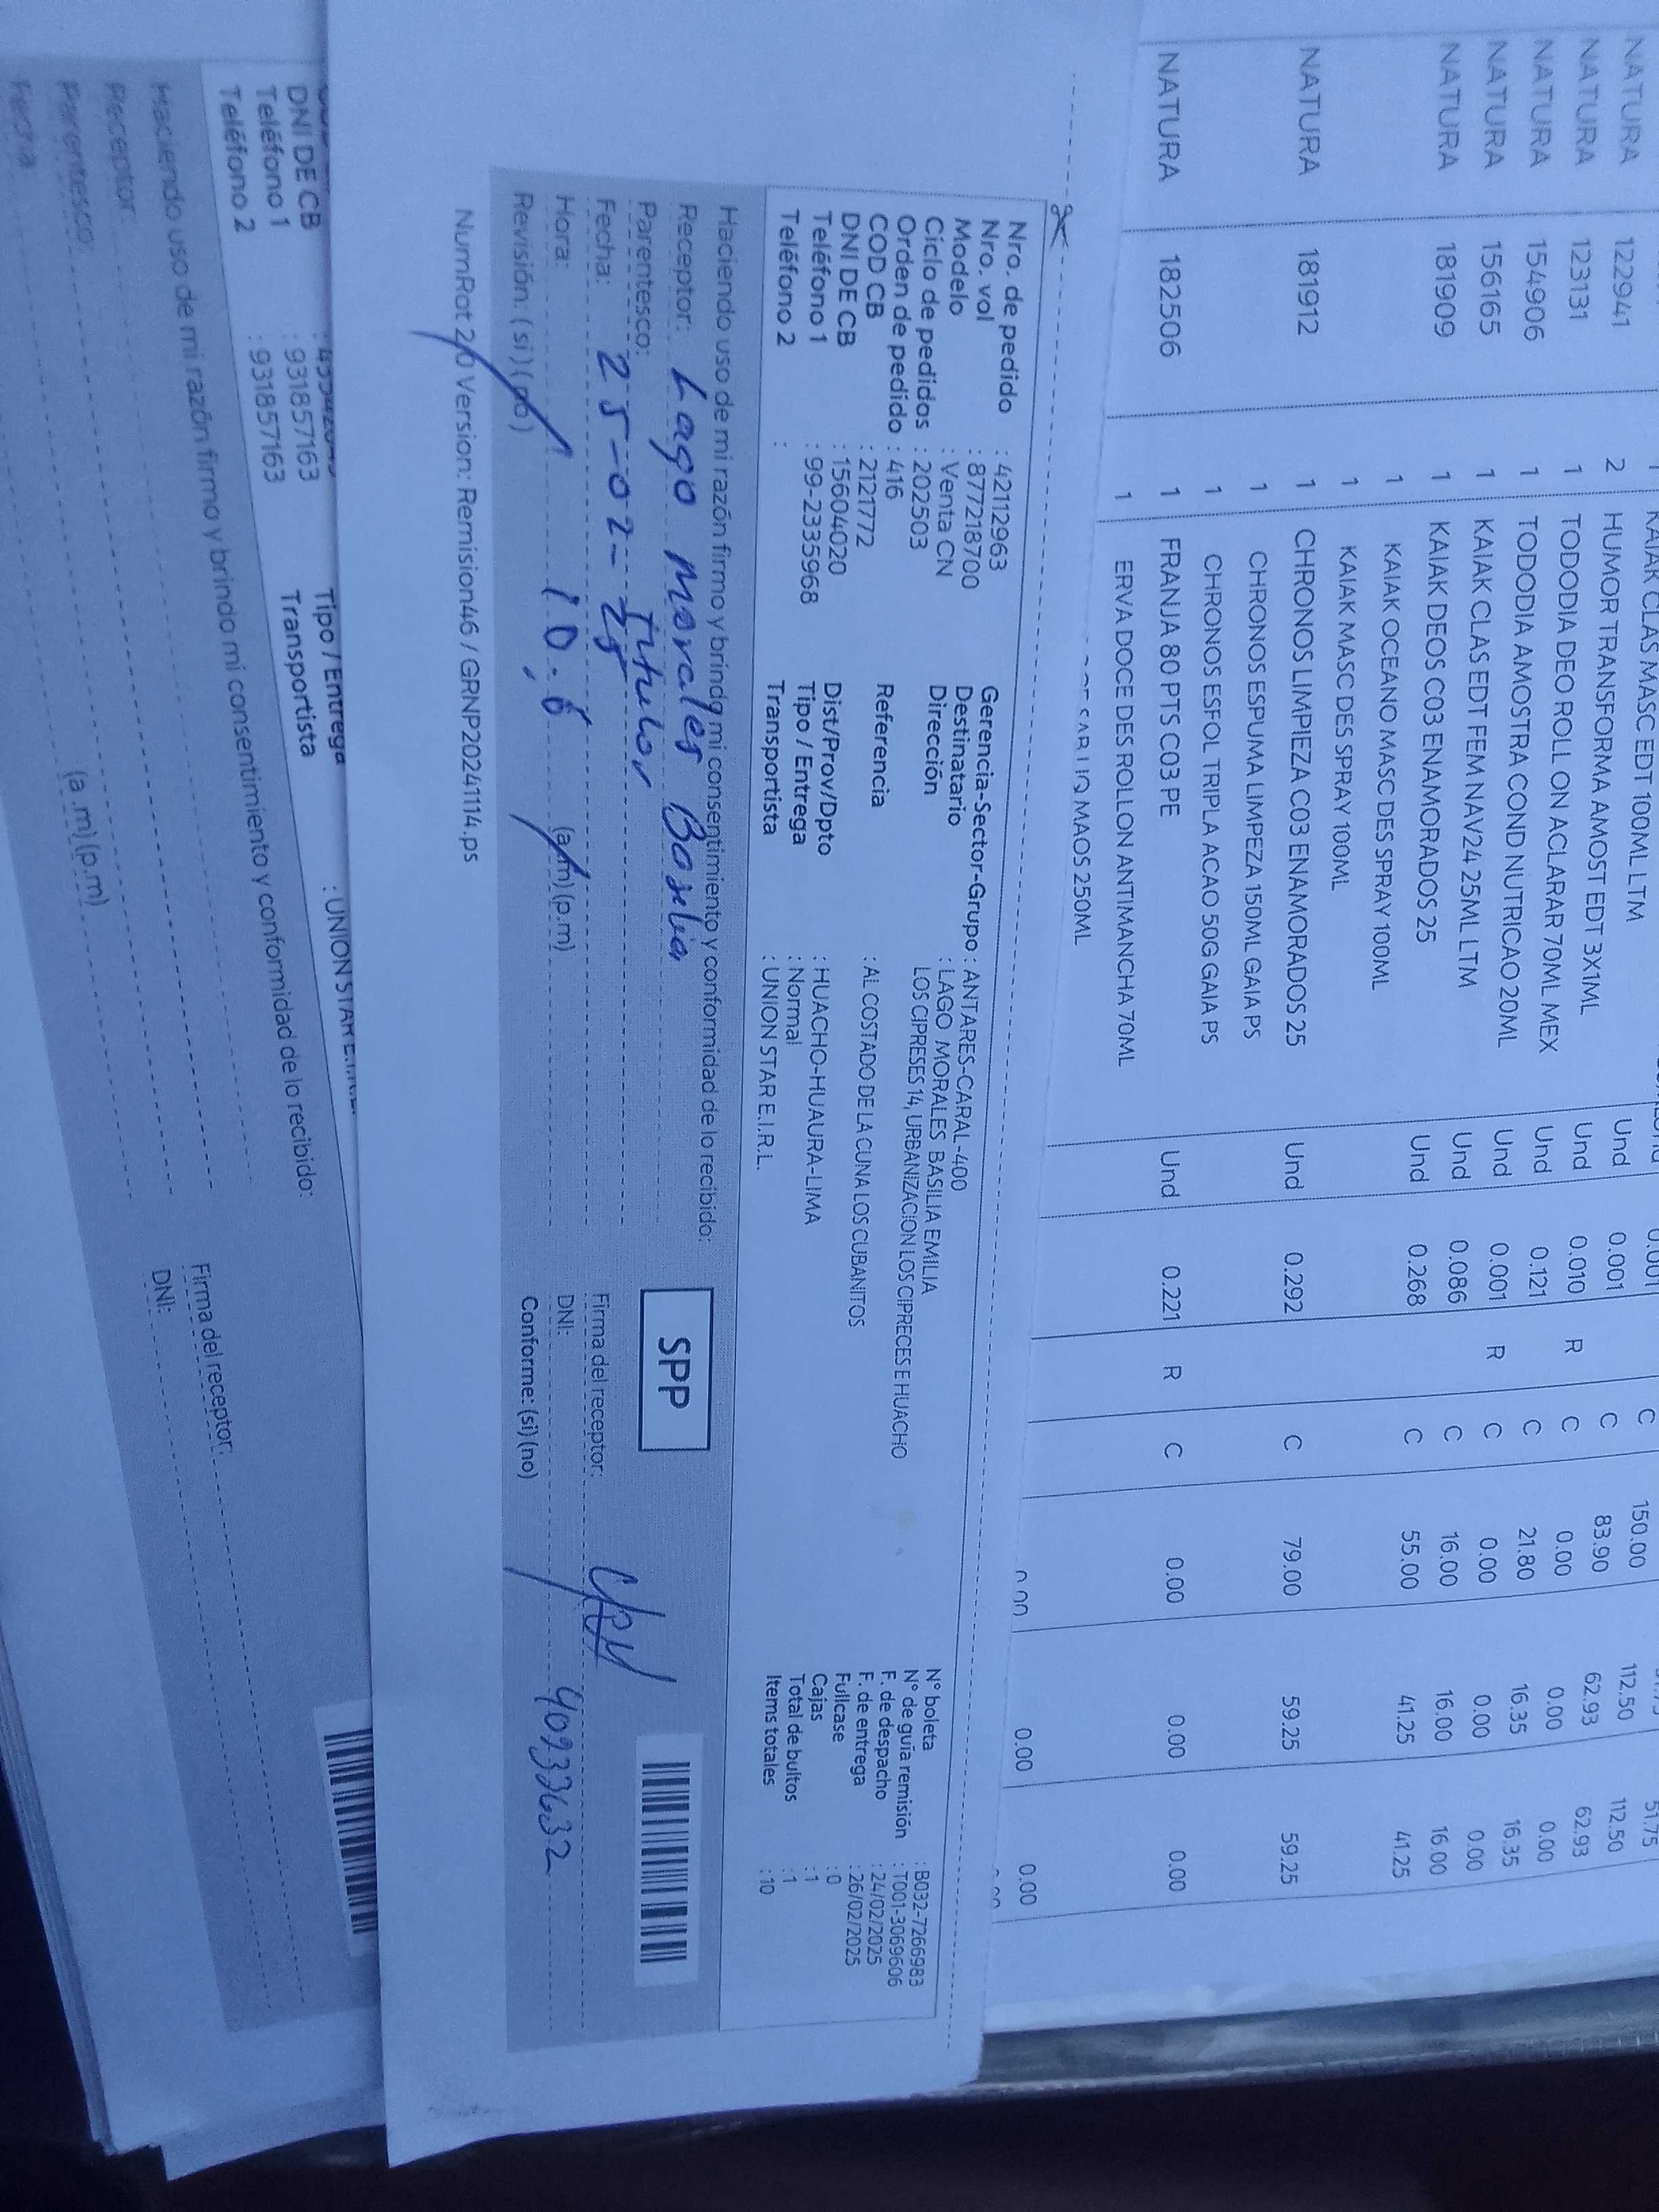 KAIAK CLAS MASC EDT 100ML LTM
NATURA 122941 2 HUMOR TRANSFORMA AMOST EDT 3X1ML Und 0.001 C 150.00 112.50 112.50
NATURA 123131 1 TODODIA DEO ROLL ON ACLARAR 70ML MEX Und 0.010 R C 83.90 62.93 62.93
NATURA 154906 1 TODODIA AMOSTRA COND NUTRICAO 20ML Und 0.121 C 0.00 0.00 0.00
NATURA 156165 1 KAIAK CLAS EDT FEM NAV24 25ML LTM Und 0.001 R C 21.80 16.35 16.35
NATURA 181909 1 KAIAK DEOS C03 ENAMORADOS 25 Und 0.086 C 0.00 0.00 0.00
Und 0.268 C 16.00 16.00 16.00
55.00 41.25 41.25
1 KAIAK OCEANO MASC DES SPRAY 100ML
1 KAIAK MASC DES SPRAY 100ML
NATURA 181912 1 CHRONOS LIMPIEZA C03 ENAMORADOS 25 Und 0.292 C 79.00 59.25 59.25
1 CHRONOS ESPUMA LIMPEZA 150ML GAIA PS
1 CHRONOS ESFOL TRIPLA ACAO 50G GAIA PS
NATURA 182506 1 FRANJA 80 PTS C03 PE Und 0.221 R C 0.00 0.00 0.00
1 ERVA DOCE DES ROLLON ANTIMANCHA 70ML
MAOS 250ML
0.00 0.00
Nro. de pedido : 42112963 Gerencia-Sector-Grupo : ANTARES-CARAL-400 N° boleta : B032-7266983
Nro. vol : 877218700 Destinatario : LAGO MORALES BASILIA EMILIA N° de guía remisión : T001-3069606
Modelo : Venta CN Dirección LOS CIPRESES 14, URBANIZACION LOS CIPRECES E HUACHO F. de despacho : 24/02/2025
Ciclo de pedidos : 202503 F. de entrega : 26/02/2025
Orden de pedido : 416 Referencia : AL COSTADO DE LA CUNA LOS CUBANITOS Fullcase : 0
COD CB : 2121772 Cajas : 1
DNI DE CB : 15604020 Dist/Prov/Dpto : HUACHO-HUAURA-LIMA Total de bultos : 1
Teléfono 1 : 99-2335968 Tipo / Entrega : Normal Items totales : 10
Teléfono 2 : Transportista : UNION STAR E.I.R.L.
Haciendo uso de mi razón firmo y brindo mi consentimiento y conformidad de lo recibido:
Receptor: Lago morales Basilia
SPP
Parentesco: Titular
Fecha: 25-02-25 Firma del receptor:
Hora: 10:8 (a.m) (p.m) DNI: 40933632
Revisión: (si) (no) Conforme: (si) (no)
NumRot 2.0 Version: Remision46 / GRNP20241114.ps
DNI DE CB Tipo / Entrega
Teléfono 1 : 931857163 Transportista : UNION STAR E.I.R.L.
Teléfono 2 : 931857163
Haciendo uso de mi razón firmo y brindo mi consentimiento y conformidad de lo recibido:
Receptor:
Parentesco: Firma del receptor:
Fecha DNI:
(a.m) (p.m)